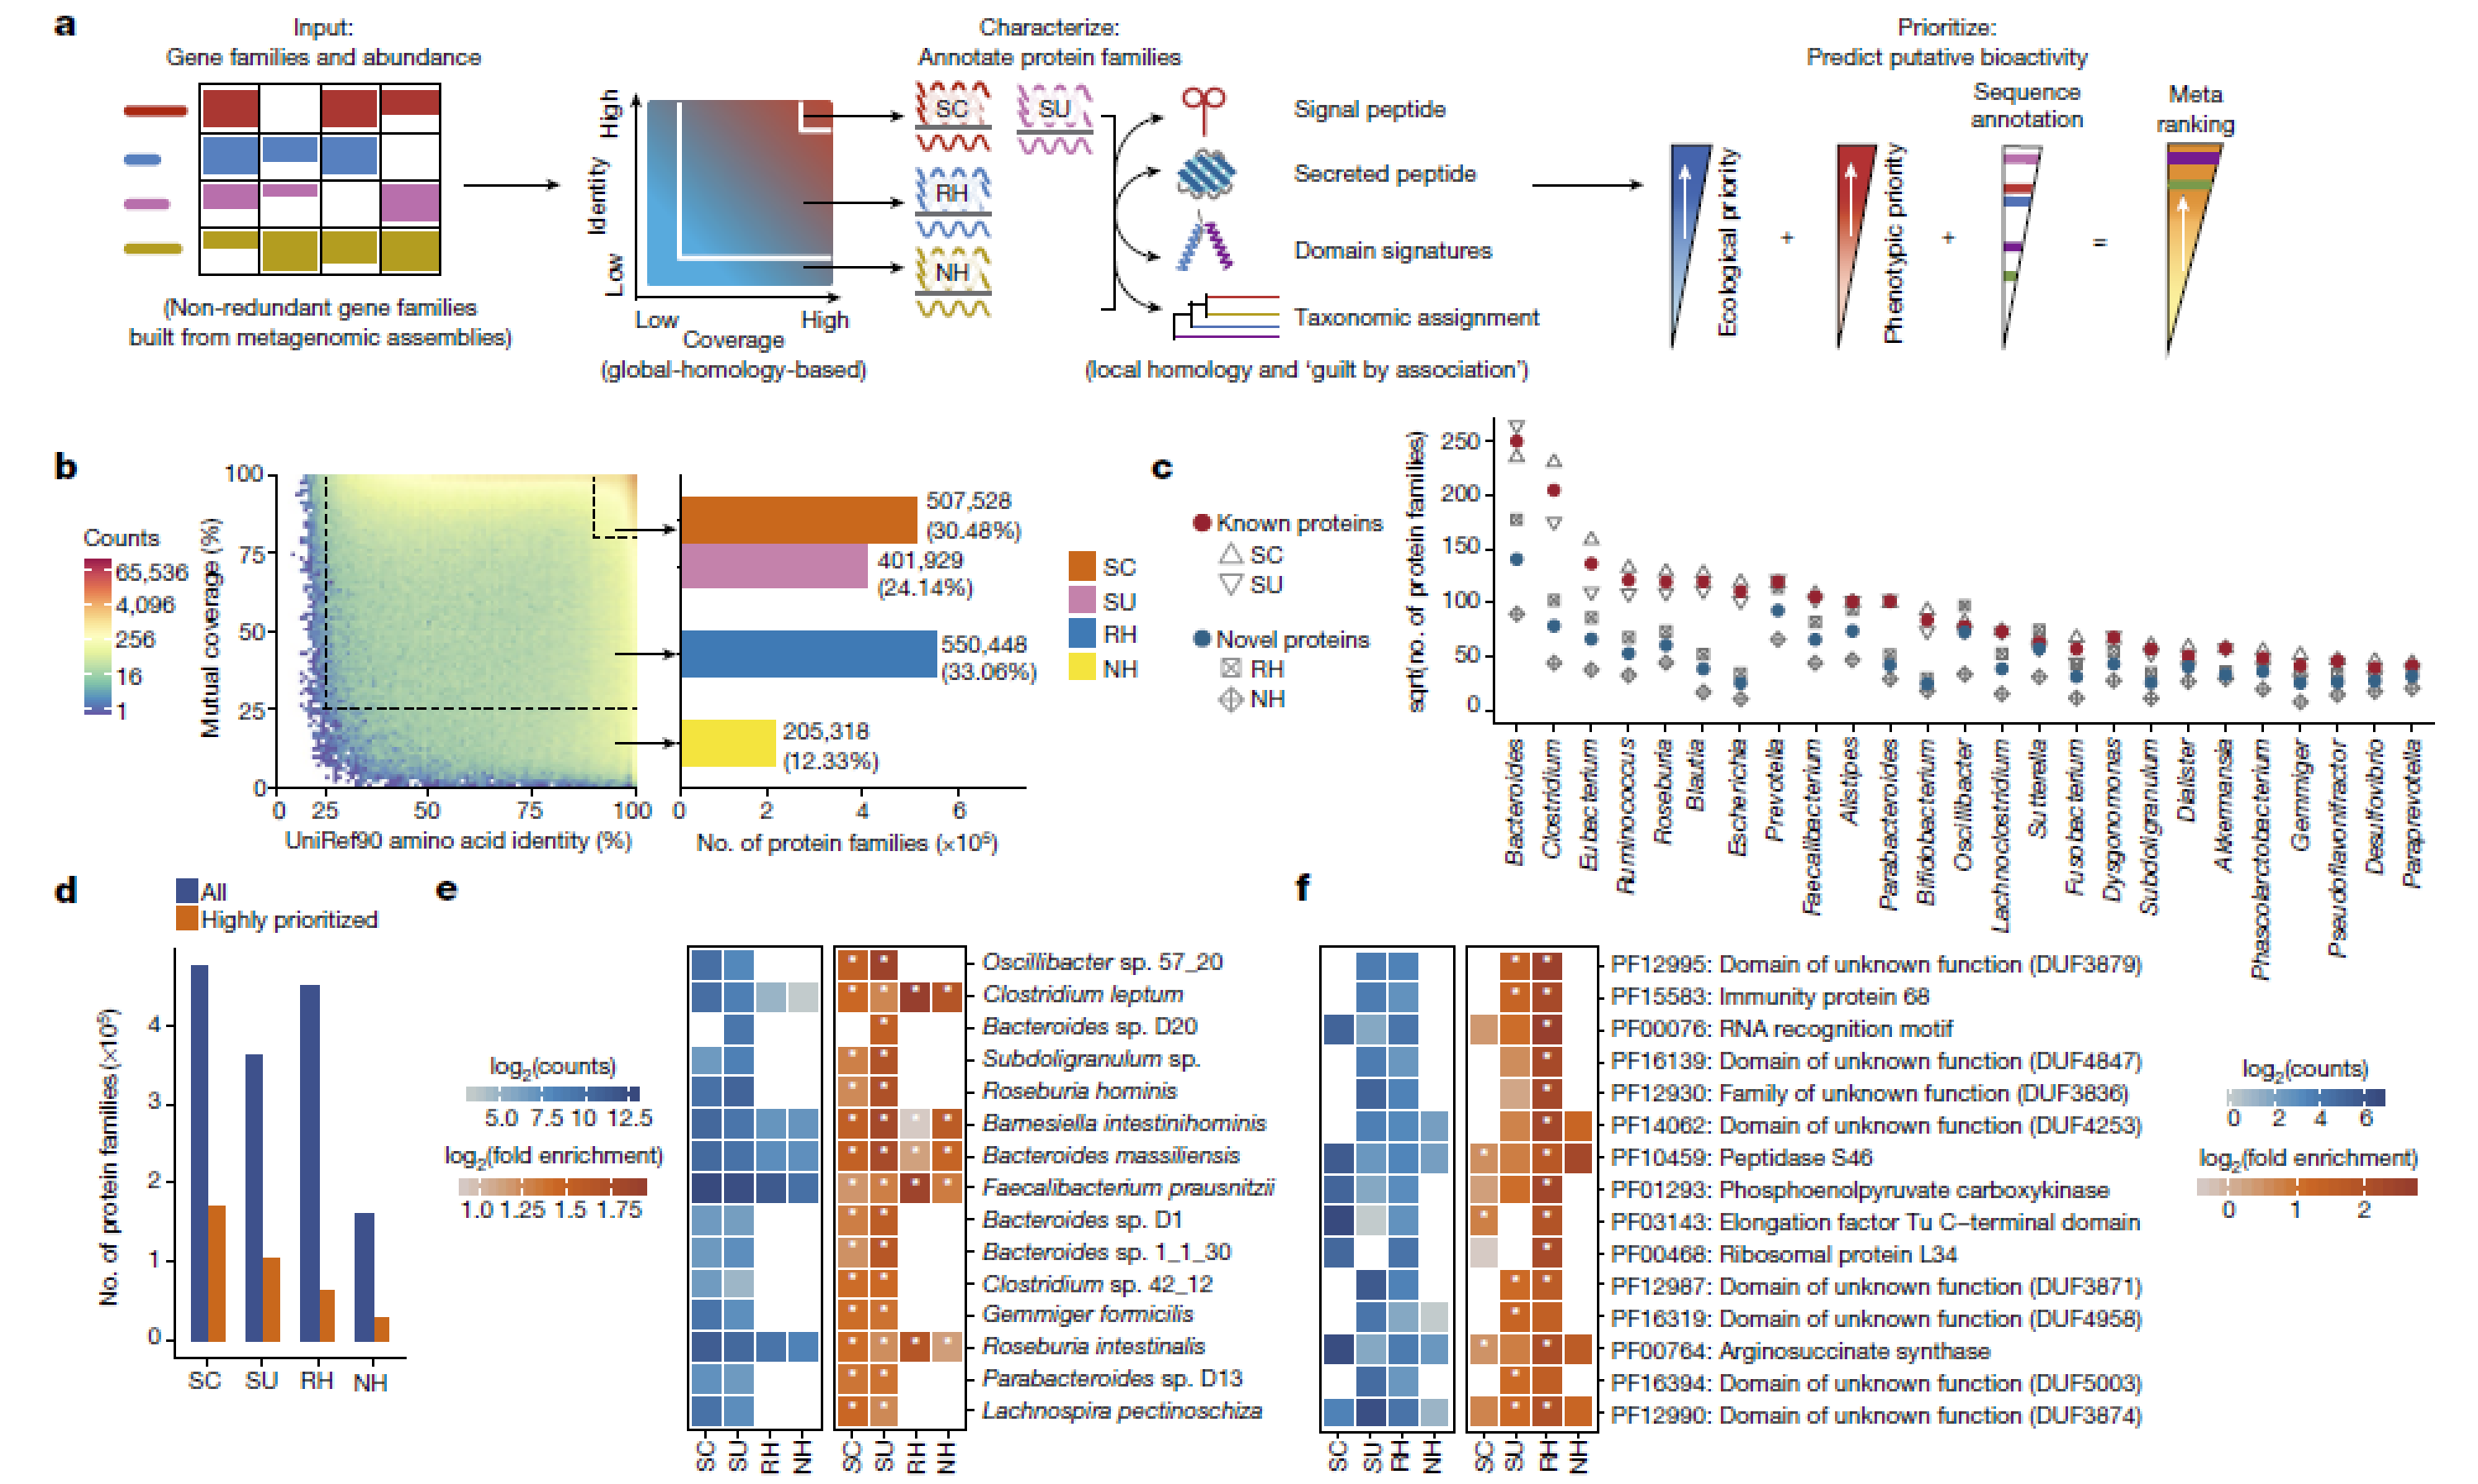 a
Input:
Gene families and abundance
(Non-redundant gene families
built from metagenomic assemblies)
High
Identity
Low
Low
High
Coverage
(global-homology-based)
Characterize:
Annotate protein families
SC
SU
RH
NH
Signal peptide
Secreted peptide
Domain signatures
Taxonomic assignment
(local homology and ‘guilt by association’)
Prioritize:
Predict putative bioactivity
Ecological priority
+
Phenotypic priority
+
Sequence
annotation
=
Meta
ranking
b
Counts
65,536
4,096
256
16
1
Mutual coverage (%)
100
75
50
25
0
0 25 50 75 100
UniRef90 amino acid identity (%)
507,528
(30.48%)
401,929
(24.14%)
550,448
(33.06%)
205,318
(12.33%)
0 2 4 6
No. of protein families (×10⁵)
SC
SU
RH
NH
c
Known proteins
SC
SU
Novel proteins
RH
NH
sqrt(no. of protein families)
250
200
150
100
50
0
Bacteroides
Clostridium
Eubacterium
Ruminococcus
Roseburia
Blautia
Escherichia
Prevotella
Faecalibacterium
Alistipes
Parabacteroides
Bifidobacterium
Oscillibacter
Lachnoclostridium
Sutterella
Fusobacterium
Dysgonomonas
Subdoligranulum
Dialister
Akkermansia
Phascolarctobacterium
Gemmiger
Pseudoflavonifractor
Desulfovibrio
Paraprevotella
d
All
Highly prioritized
No. of protein families (×10⁵)
4
3
2
1
0
SC SU RH NH
e
log₂(counts)
5.0 7.5 10 12.5
log₂(fold enrichment)
1.0 1.25 1.5 1.75
Oscillibacter sp. 57_20
Clostridium leptum
Bacteroides sp. D20
Subdoligranulum sp.
Roseburia hominis
Barnesiella intestinihominis
Bacteroides massiliensis
Faecalibacterium prausnitzii
Bacteroides sp. D1
Bacteroides sp. 1_1_30
Clostridium sp. 42_12
Gemmiger formicilis
Roseburia intestinalis
Parabacteroides sp. D13
Lachnospira pectinoschiza
SC SU RH NH SC SU RH NH
f
PF12995: Domain of unknown function (DUF3879)
PF15583: Immunity protein 68
PF00076: RNA recognition motif
PF16139: Domain of unknown function (DUF4847)
PF12930: Family of unknown function (DUF3836)
PF14062: Domain of unknown function (DUF4253)
PF10459: Peptidase S46
PF01293: Phosphoenolpyruvate carboxykinase
PF03143: Elongation factor Tu C–terminal domain
PF00468: Ribosomal protein L34
PF12987: Domain of unknown function (DUF3871)
PF16319: Domain of unknown function (DUF4958)
PF00764: Arginosuccinate synthase
PF16394: Domain of unknown function (DUF5003)
PF12990: Domain of unknown function (DUF3874)
SC SU RH NH SC SU RH NH
log₂(counts)
0 2 4 6
log₂(fold enrichment)
0 1 2